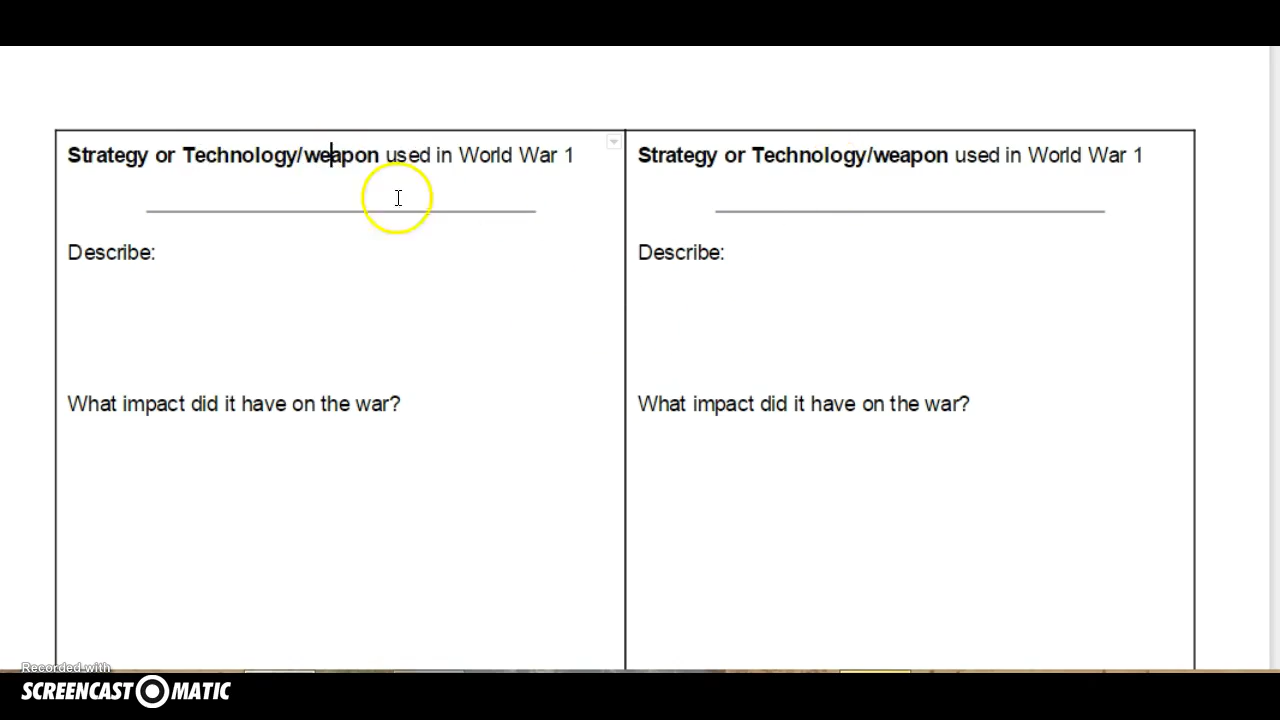 Strategy or Technology/weapon used in World War 1
Describe:
What impact did it have on the war?
Strategy or Technology/weapon used in World War 1
Describe:
What impact did it have on the war?
Recorded with
SCREENCAST-O-MATIC